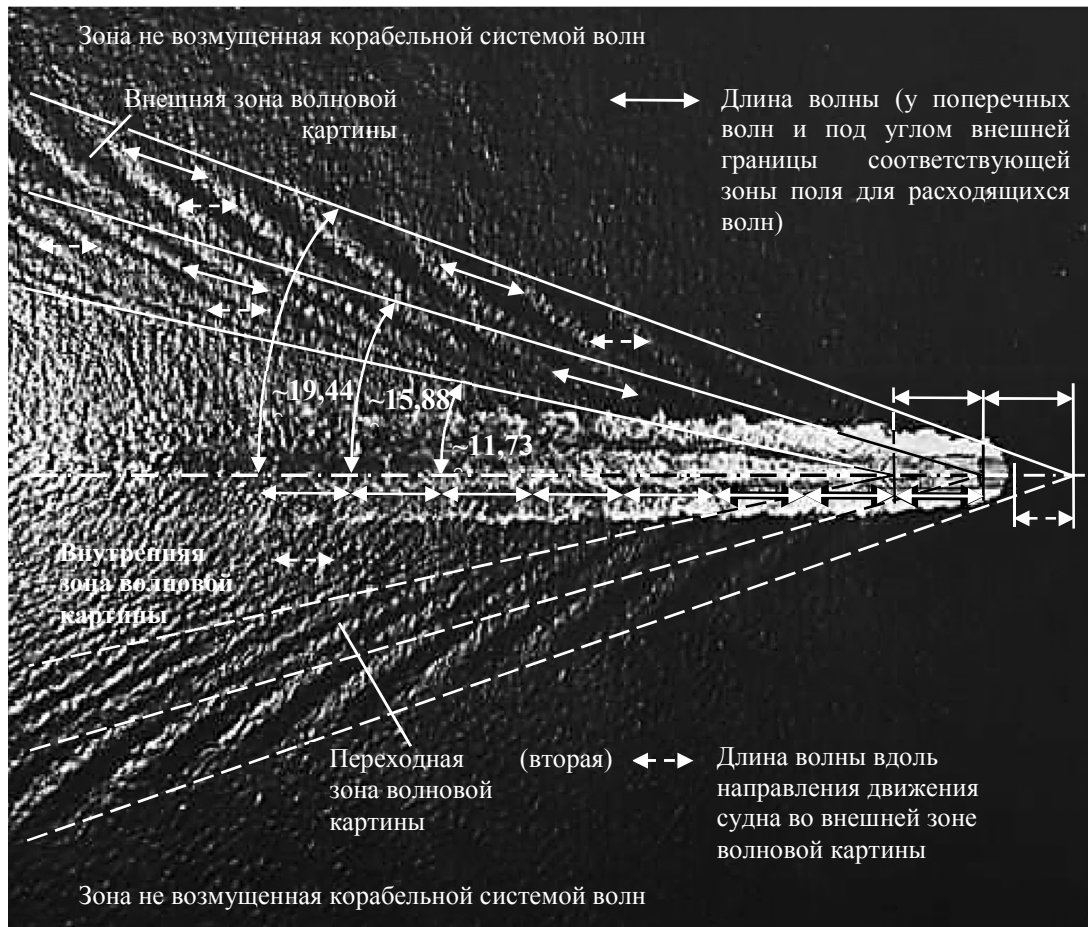 Зона не возмущенная корабельной системой волн
Внешняя зона волновой
картины
Длина волны (у поперечных
волн и под углом внешней
границы соответствующей
зоны поля для расходящихся
волн)
~19,44
~15,88
~11,73
Внутренняя
зона волновой
картины
Переходная (вторая)
зона волновой
картины
Длина волны вдоль
направления движения
судна во внешней зоне
волновой картины
Зона не возмущенная корабельной системой волн